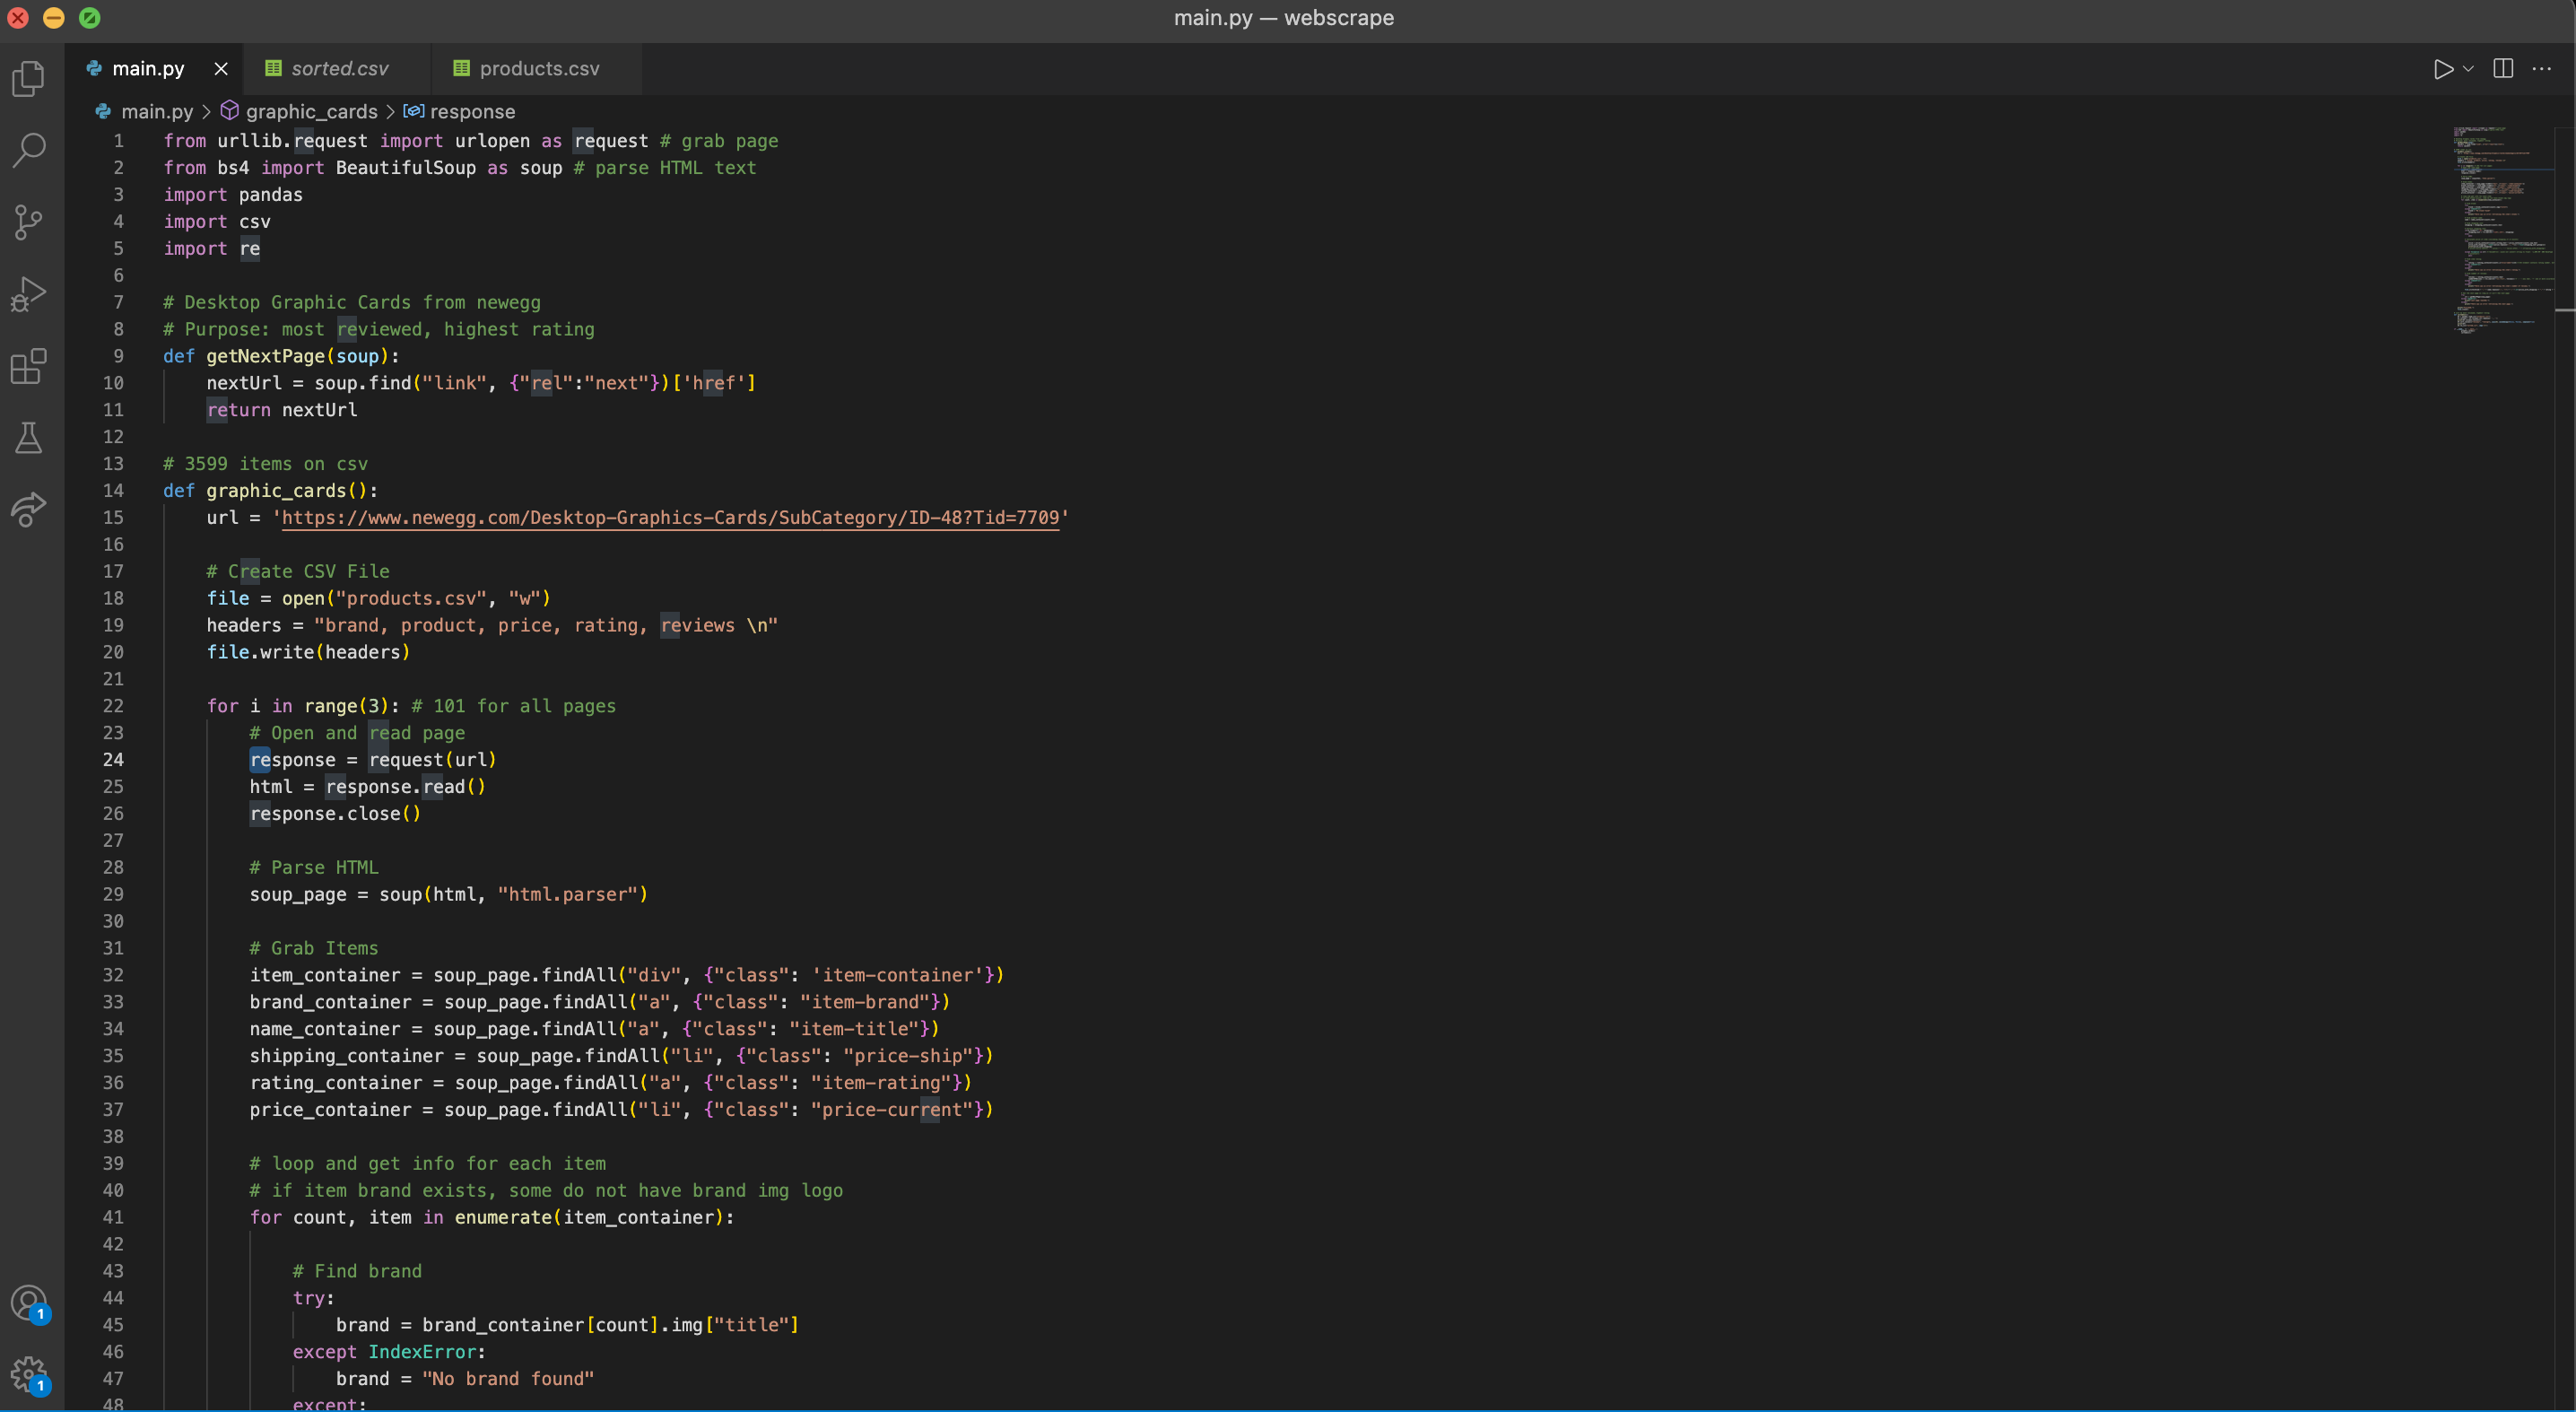 main.py — webscrape
main.py
sorted.csv
products.csv
main.py > graphic_cards > response
1 from urllib.request import urlopen as request # grab page
2 from bs4 import BeautifulSoup as soup # parse HTML text
3 import pandas
4 import csv
5 import re
6
7 # Desktop Graphic Cards from newegg
8 # Purpose: most reviewed, highest rating
9 def getNextPage(soup):
10     nextUrl = soup.find("link", {"rel":"next"})['href']
11     return nextUrl
12
13 # 3599 items on csv
14 def graphic_cards():
15     url = 'https://www.newegg.com/Desktop-Graphics-Cards/SubCategory/ID-48?Tid=7709'
16
17     # Create CSV File
18     file = open("products.csv", "w")
19     headers = "brand, product, price, rating, reviews \n"
20     file.write(headers)
21
22     for i in range(3): # 101 for all pages
23         # Open and read page
24         response = request(url)
25         html = response.read()
26         response.close()
27
28         # Parse HTML
29         soup_page = soup(html, "html.parser")
30
31         # Grab Items
32         item_container = soup_page.findAll("div", {"class": 'item-container'})
33         brand_container = soup_page.findAll("a", {"class": "item-brand"})
34         name_container = soup_page.findAll("a", {"class": "item-title"})
35         shipping_container = soup_page.findAll("li", {"class": "price-ship"})
36         rating_container = soup_page.findAll("a", {"class": "item-rating"})
37         price_container = soup_page.findAll("li", {"class": "price-current"})
38
39         # loop and get info for each item
40         # if item brand exists, some do not have brand img logo
41         for count, item in enumerate(item_container):
42
43             # Find brand
44             try:
45                 brand = brand_container[count].img["title"]
46             except IndexError:
47                 brand = "No brand found"
48             except:
1
1